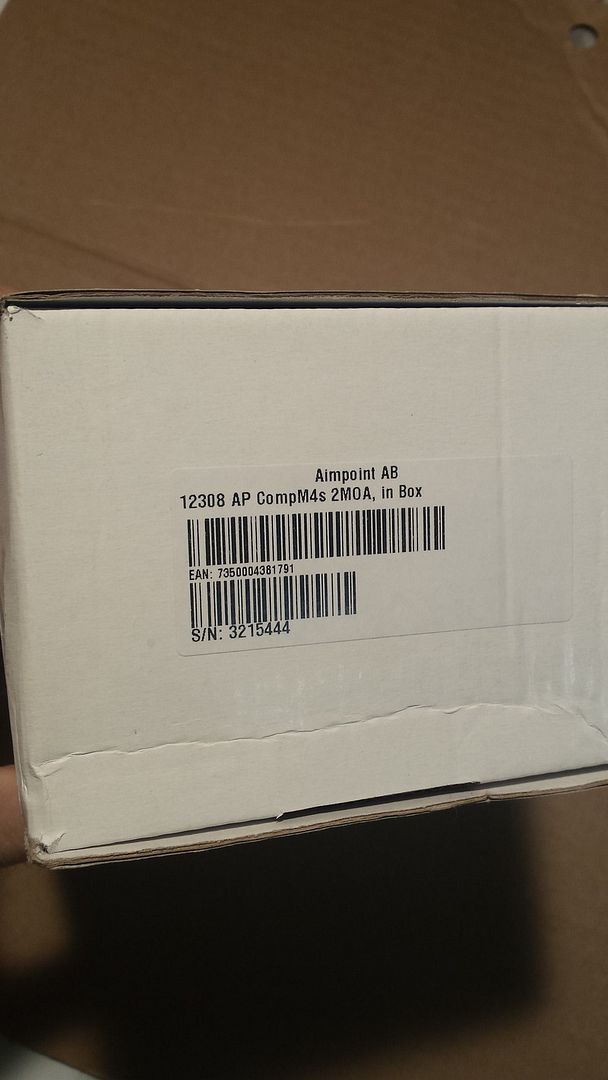 Aimpoint AB
12308 AP CompM4s 2MOA, in Box
EAN: 7350004381791
S/N: 3215444